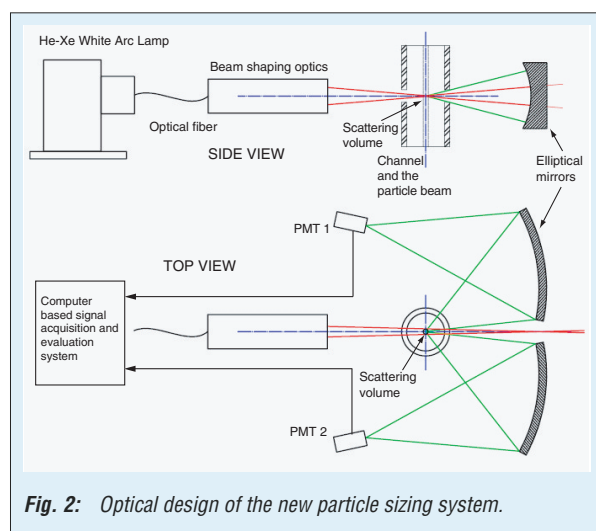 He-Xe White Arc Lamp
Beam shaping optics
Optical fiber
SIDE VIEW
Scattering
volume
Channel
and the
particle beam
Elliptical
mirrors
PMT 1
TOP VIEW
Computer
based signal
acquisition and
evaluation
system
Scattering
volume
PMT 2
Fig. 2: Optical design of the new particle sizing system.